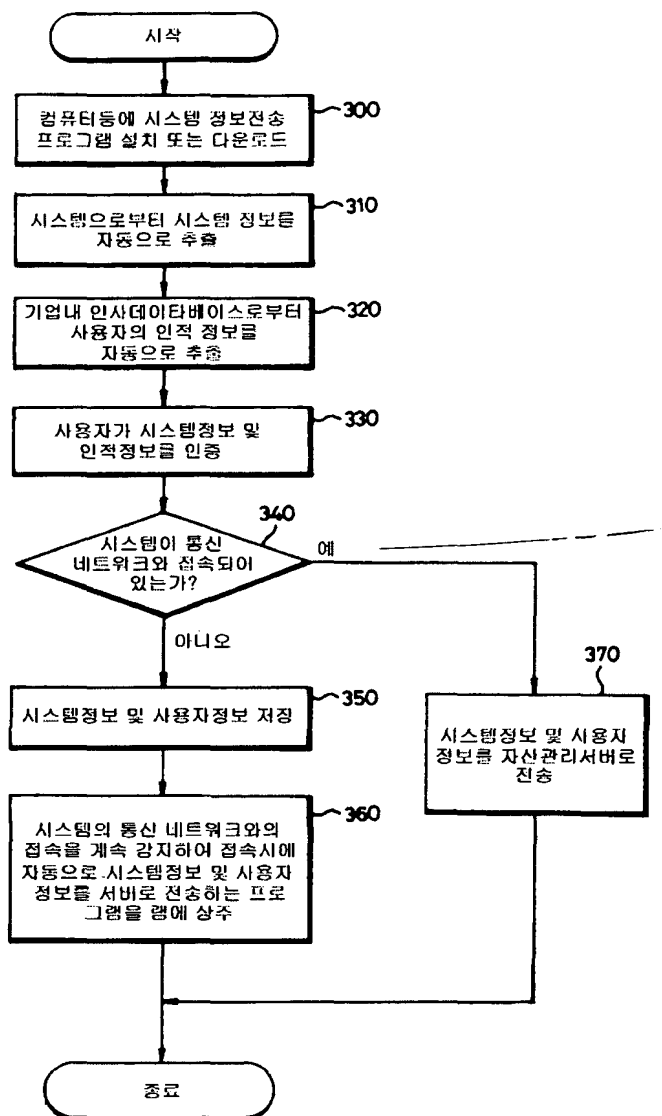 시작
컴퓨터등에 시스템 정보전송
프로그램 설치 또는 다운로드
300
시스템으로부터 시스템 정보를
자동으로 추출
310
기업내 인사데이타베이스로부터
사용자의 인적 정보를
자동으로 추출
320
사용자가 시스템정보 및
인적정보를 인증
330
시스템이 통신
네트워크와 접속되어
있는가?
340
예
아니오
시스템정보 및 사용자정보 저장
350
시스템정보 및 사용자
정보를 자산관리서버로
전송
370
시스템의 통신 네트워크와의
접속을 계속 감지하여 접속시에
자동으로 시스템정보 및 사용자
정보를 서버로 전송하는 프로
그램을 램에 상주
360
종료